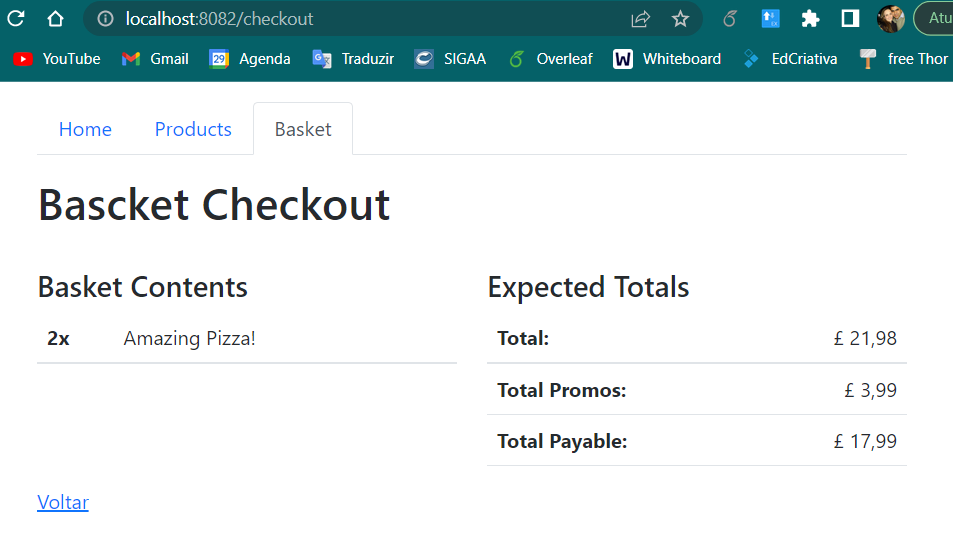 localhost:8082/checkout
Atu
YouTube Gmail 29 Agenda Traduzir SIGAA Overleaf W Whiteboard EdCriativa free Thor
Home Products Basket
Bascket Checkout
Basket Contents
2x Amazing Pizza!
Expected Totals
Total: £ 21,98
Total Promos: £ 3,99
Total Payable: £ 17,99
Voltar